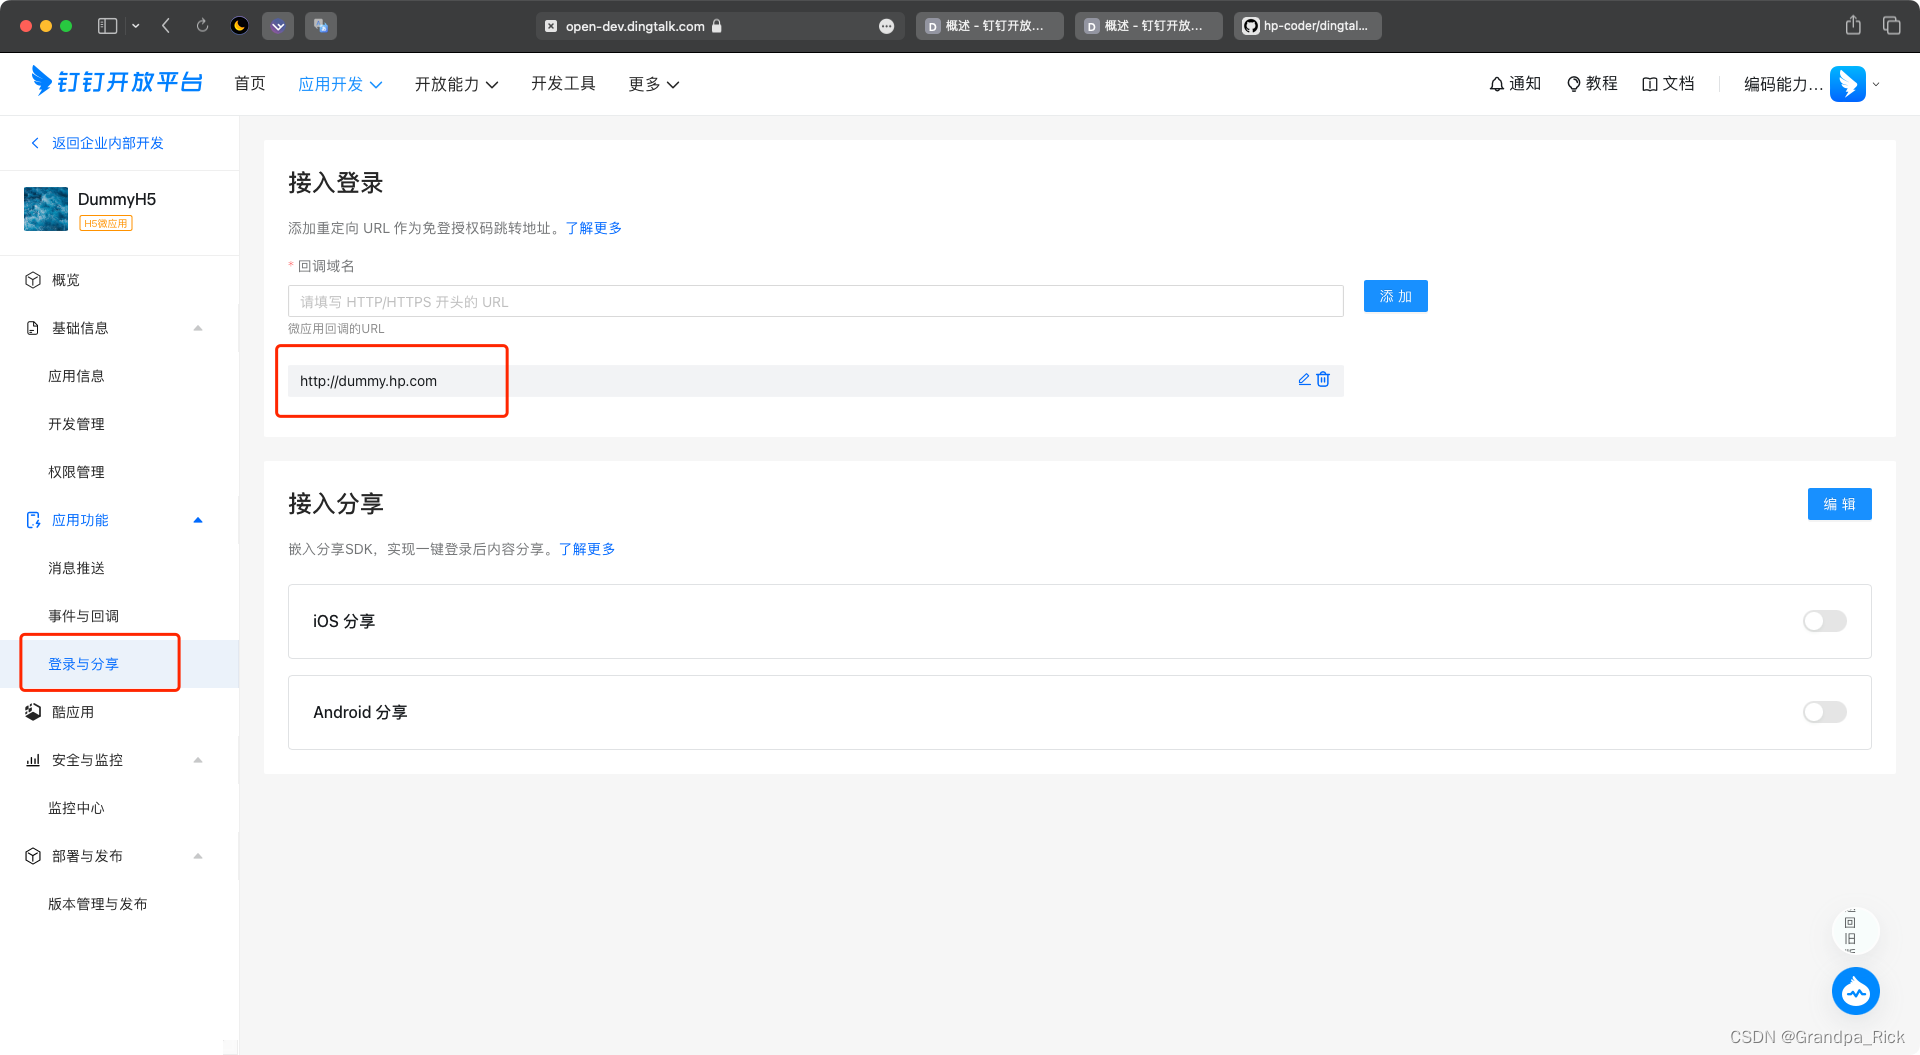 open-dev.dingtalk.com
D 概述 - 钉钉开放...
D 概述 - 钉钉开放...
hp-coder/dingtal...
钉钉开放平台
首页
应用开发
开放能力
开发工具
更多
通知
教程
文档
编码能力...
返回企业内部开发
DummyH5
H5微应用
概览
基础信息
应用信息
开发管理
权限管理
应用功能
消息推送
事件与回调
登录与分享
酷应用
安全与监控
监控中心
部署与发布
版本管理与发布
接入登录
添加重定向 URL 作为免登授权码跳转地址。了解更多
* 回调域名
请填写 HTTP/HTTPS 开头的 URL
添 加
微应用回调的URL
http://dummy.hp.com
接入分享
编 辑
嵌入分享SDK，实现一键登录后内容分享。了解更多
iOS 分享
Android 分享
回
旧
CSDN @Grandpa_Rick